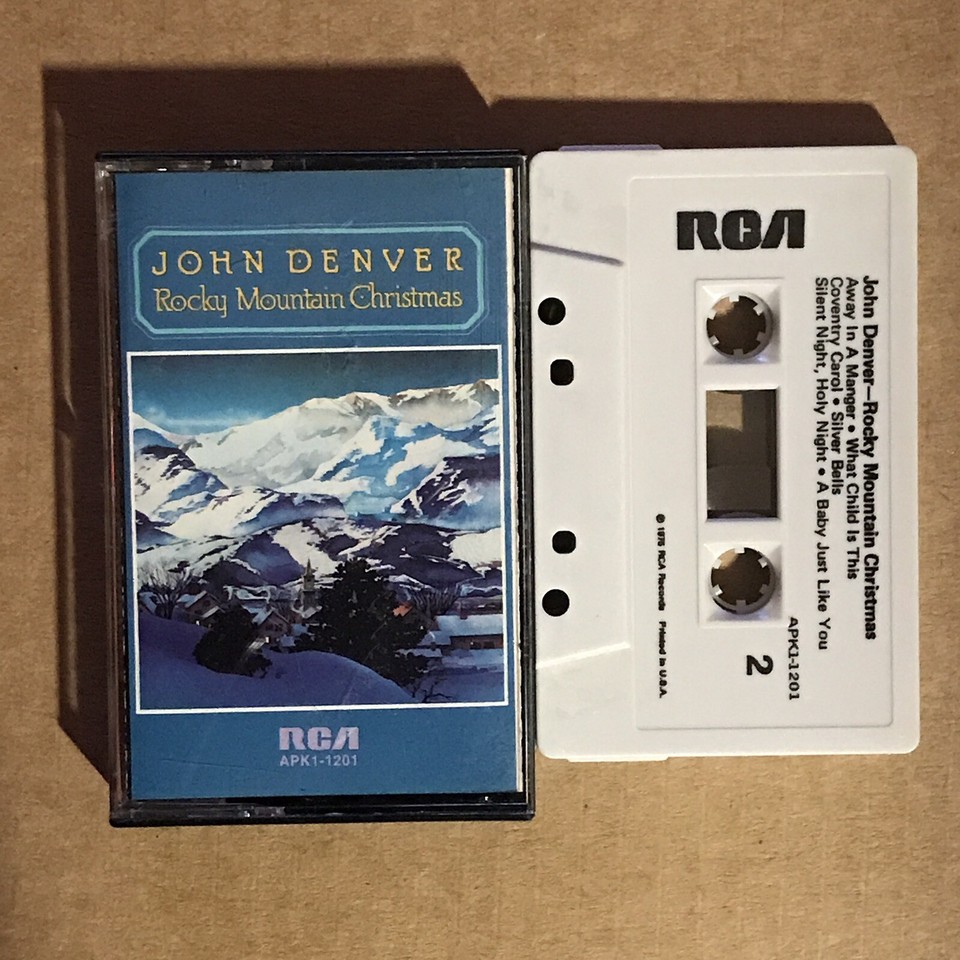 JOHN DENVER
Rocky Mountain Christmas
RCA
APK1-1201
RCA
John Denver—Rocky Mountain Christmas
Away In A Manger • What Child Is This
Coventry Carol • Silver Bells
Silent Night, Holy Night • A Baby Just Like You
APK1-1201
2
℗ 1975 RCA Records Printed in U.S.A.